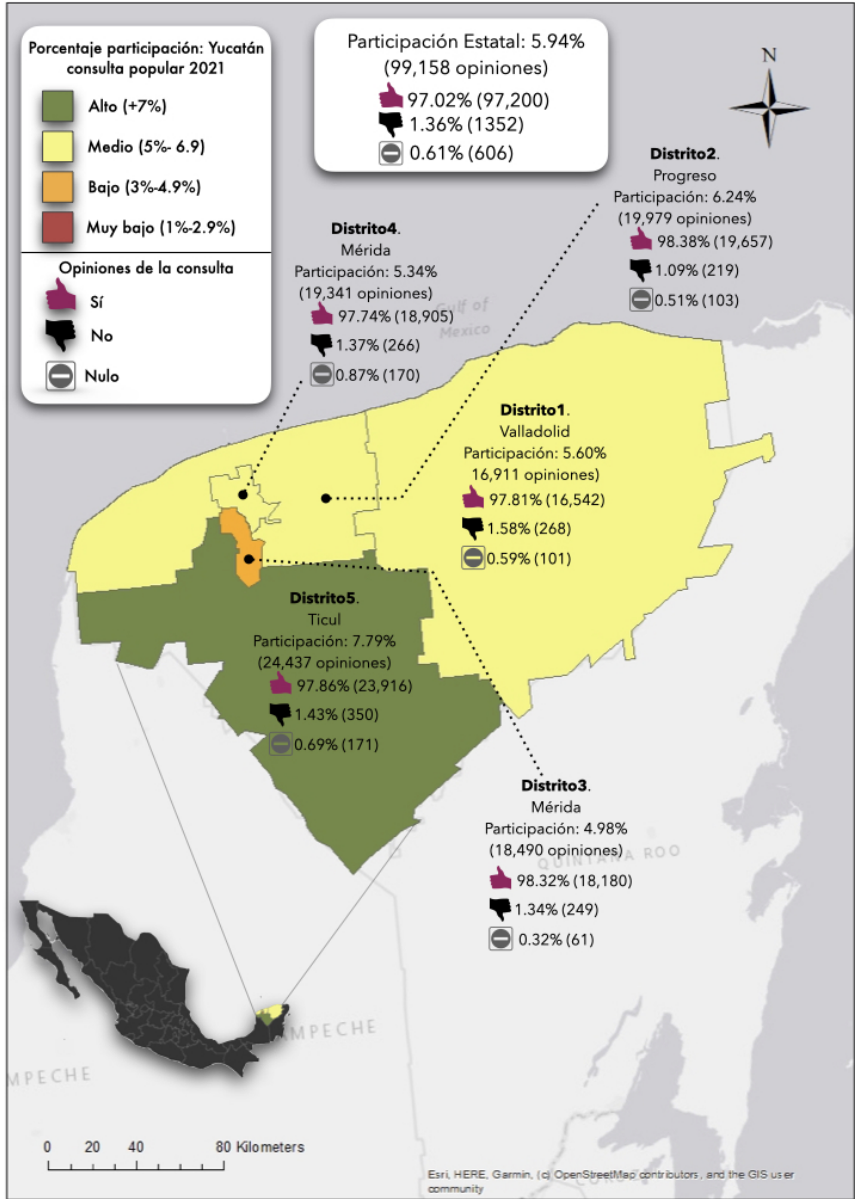 Porcentaje participación: Yucatán
consulta popular 2021
Alto (+7%)
Medio (5%- 6.9)
Bajo (3%-4.9%)
Muy bajo (1%-2.9%)
Opiniones de la consulta
Sí
No
Nulo
Participación Estatal: 5.94%
(99,158 opiniones)
97.02% (97,200)
1.36% (1352)
0.61% (606)
N
Distrito2.
Progreso
Participación: 6.24%
(19,979 opiniones)
98.38% (19,657)
1.09% (219)
0.51% (103)
Distrito4.
Mérida
Participación: 5.34%
(19,341 opiniones)
97.74% (18,905)
1.37% (266)
0.87% (170)
Gulf of
Mexico
Distrito1.
Valladolid
Participación: 5.60%
16,911 opiniones)
97.81% (16,542)
1.58% (268)
0.59% (101)
Distrito5.
Ticul
Participación: 7.79%
(24,437 opiniones)
97.86% (23,916)
1.43% (350)
0.69% (171)
Distrito3.
Mérida
Participación: 4.98%
(18,490 opiniones)
98.32% (18,180)
1.34% (249)
0.32% (61)
QUINTANA ROO
AMPECHE
AMPECHE
0 20 40 80 Kilometers
Esri, HERE, Garmin, (c) OpenStreetMap contributors, and the GIS user
community